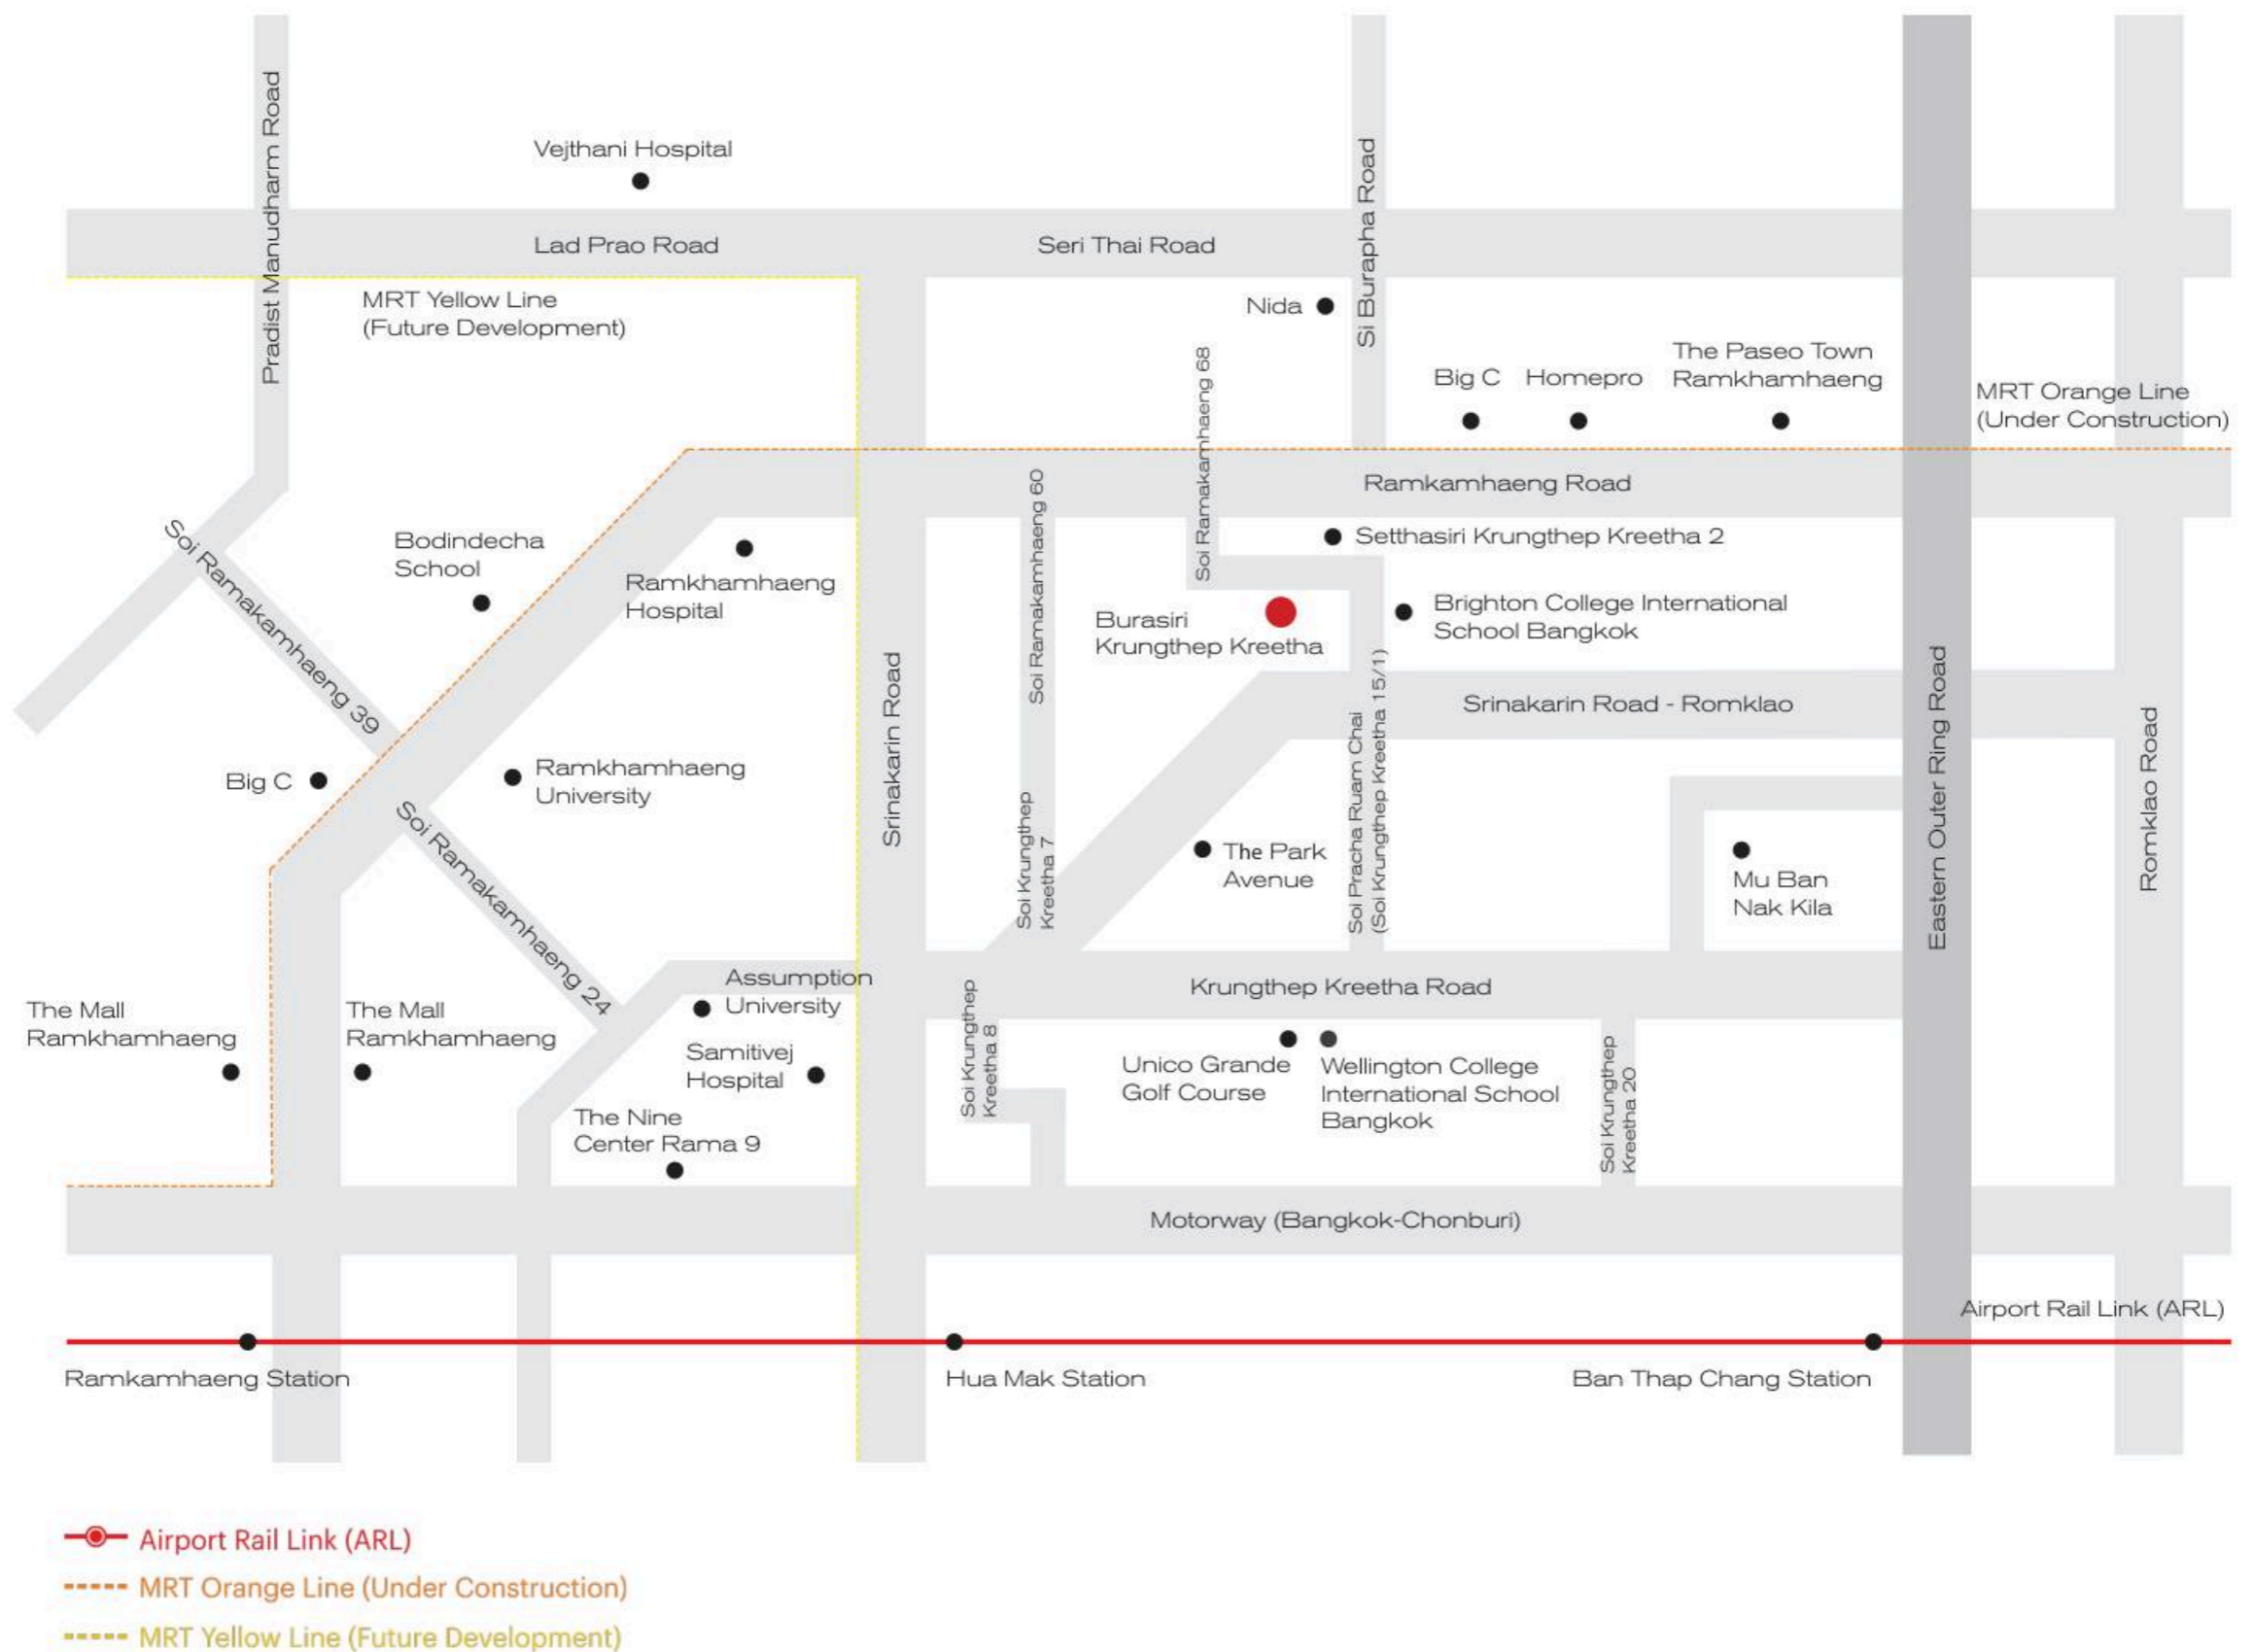 Pradist Manudharm Road
Vejthani Hospital
Si Burapha Road
Lad Prao Road
Seri Thai Road
MRT Yellow Line
(Future Development)
Nida
Soi Ramakamhaeng 68
Big C
Homepro
The Paseo Town
Ramkhamhaeng
MRT Orange Line
(Under Construction)
Ramkamhaeng Road
Soi Ramakamhaeng 60
Soi Ramakamhaeng 39
Bodindecha
School
Ramkhamhaeng
Hospital
Setthasiri Krungthep Kreetha 2
Burasiri
Krungthep Kreetha
Brighton College International
School Bangkok
Srinakarin Road
Srinakarin Road - Romklao
Eastern Outer Ring Road
Romklao Road
Big C
Ramkhamhaeng
University
Soi Ramakamhaeng 24
Soi Krungthep
Kreetha 7
The Park
Avenue
Soi Pracha Ruam Chai
(Soi Krungthep Kreetha 15/1)
Mu Ban
Nak Kila
Assumption
University
Krungthep Kreetha Road
The Mall
Ramkhamhaeng
The Mall
Ramkhamhaeng
Samitivej
Hospital
Soi Krungthep
Kreetha 8
Unico Grande
Golf Course
Wellington College
International School
Bangkok
Soi Krungthep
Kreetha 20
The Nine
Center Rama 9
Motorway (Bangkok-Chonburi)
Airport Rail Link (ARL)
Ramkamhaeng Station
Hua Mak Station
Ban Thap Chang Station
Airport Rail Link (ARL)
MRT Orange Line (Under Construction)
MRT Yellow Line (Future Development)